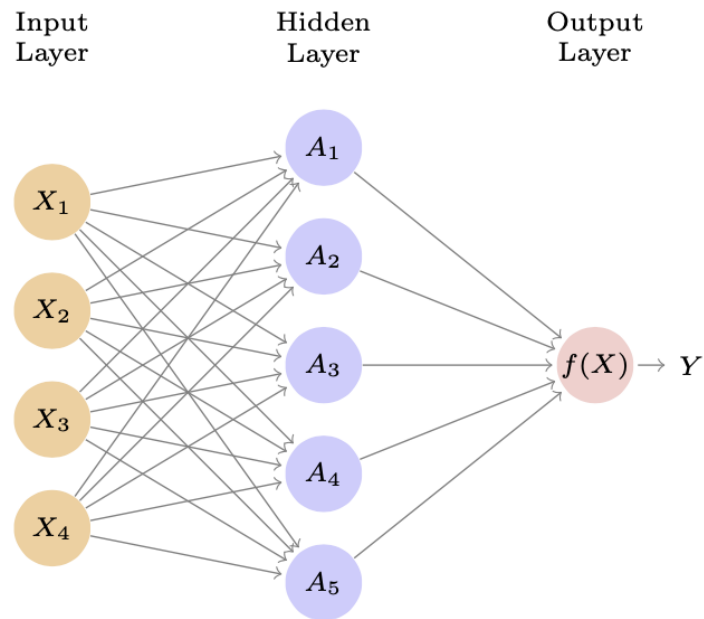 Input
Layer
Hidden
Layer
Output
Layer
X₁
X₂
X₃
X₄
A₁
A₂
A₃
A₄
A₅
f(X)
Y